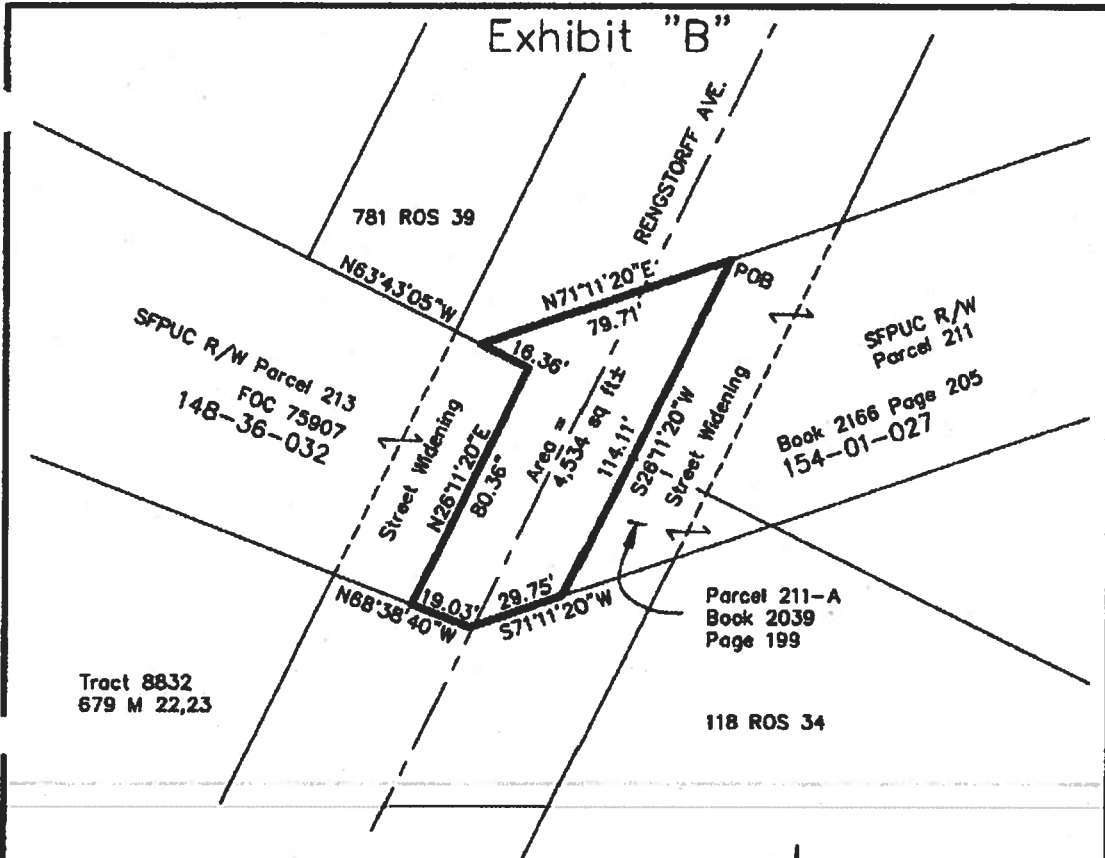 Exhibit "B"
RENGSTORFF AVE.
781 ROS 39
N63°43'05"W
N71°11'20"E
79.71'
POB
16.36'
SFPUC R/W Parcel 213
FOC 75907
148-36-032
SFPUC R/W
Parcel 211
Book 2166 Page 205
154-01-027
Street Widening
N26°11'20"E
80.36"
Area =
4,534 sq ft±
114.11'
S26°11'20"W
Street Widening
N68°38'40"W
19.03'
29.75'
S71°11'20"W
Parcel 211-A
Book 2039
Page 199
Tract 8832
679 M 22,23
118 ROS 34